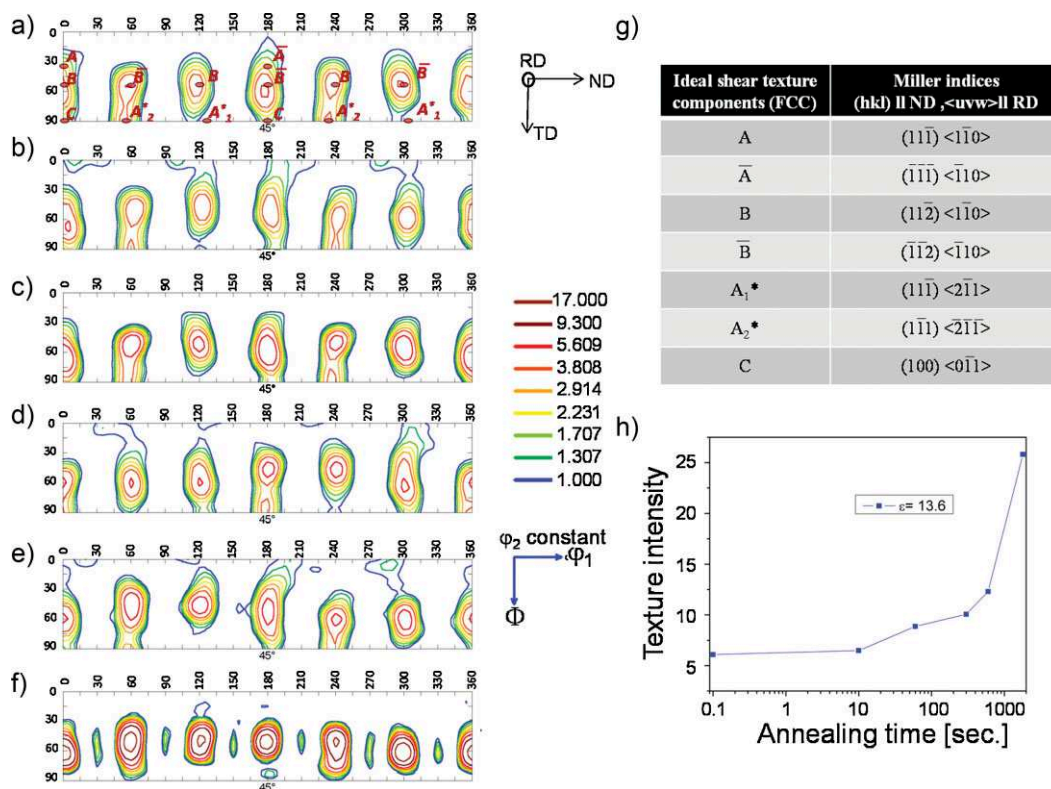 a)
0 30 60 90 120 150 180 210 240 270 300 330 360
0
30
60
90
A
B
C
B̅
A*₂
B
A*₁
A̅
B̅
C
B
A*₂
B̅
A*₁
45°
b)
0 30 60 90 120 150 180 210 240 270 300 330 360
0
30
60
90
45°
c)
0 30 60 90 120 150 180 210 240 270 300 330 360
0
30
60
90
45°
d)
0 30 60 90 120 150 180 210 240 270 300 330 360
0
30
60
90
45°
e)
0 30 60 90 120 150 180 210 240 270 300 330 360
0
30
60
90
45°
f)
0 30 60 90 120 150 180 210 240 270 300 330 360
0
30
60
90
45°
RD
ND
TD
17.000
9.300
5.609
3.808
2.914
2.231
1.707
1.307
1.000
φ₂ constant
φ₁
Φ
g)
Ideal shear texture components (FCC) Miller indices (hkl) ll ND ,<uvw>ll RD
A (111̅) <11̅0>
A̅ (1̅1̅1̅) <1̅10>
B (112̅) <11̅0>
B̅ (1̅1̅2) <1̅10>
A₁* (111̅) <21̅1>
A₂* (11̅1) <2̅1̅1̅>
C (100) <01̅1>
h)
25
20
15
10
5
Texture intensity
ε= 13.6
0.1 1 10 100 1000
Annealing time [sec.]